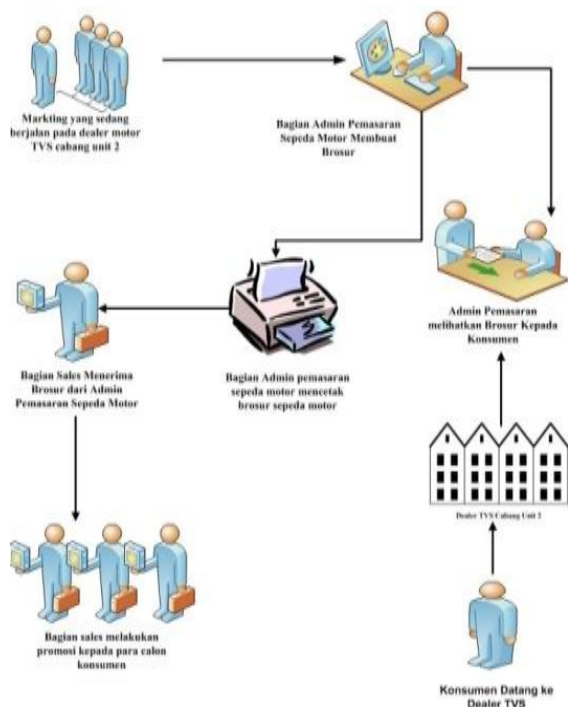 Markting yang sedang
berjalan pada dealer motor
TVS cabang unit 2
Bagian Admin Pemasaran
Sepeda Motor Membuat
Brosur
Admin Pemasaran
melihatkan Brosur Kepada
Konsumen
Bagian Sales Menerima
Brosur dari Admin
Pemasaran Sepeda Motor
Bagian Admin pemasaran
sepeda motor mencetak
brosur sepeda motor
Dealer TVS Cabang Unit 2
Bagian sales melakukan
promosi kepada para calon
konsumen
Konsumen Datang ke
Dealer TVS